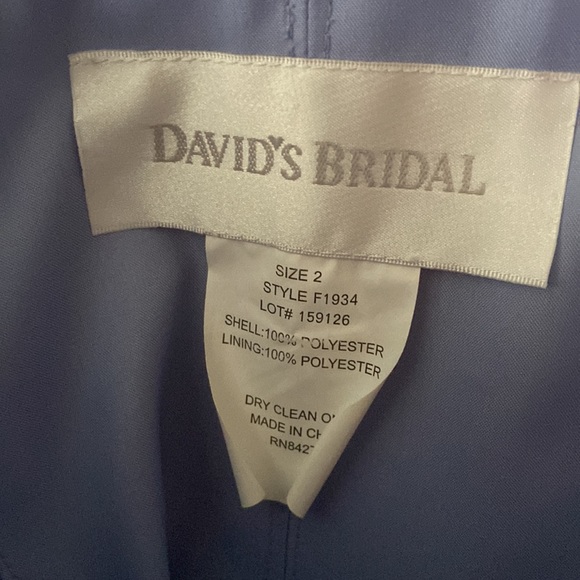 DAVID'S BRIDAL
SIZE 2
STYLE F1934
LOT# 159126
SHELL:100% POLYESTER
LINING:100% POLYESTER
DRY CLEAN
MADE IN